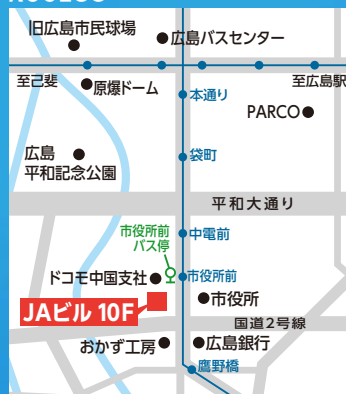 旧広島市民球場
広島バスセンター
至己斐
原爆ドーム
本通り
至広島駅
PARCO
広島
平和記念公園
袋町
平和大通り
市役所前
バス停
中電前
ドコモ中国支社
市役所前
JAビル 10F
市役所
国道2号線
おかず工房
広島銀行
鷹野橋